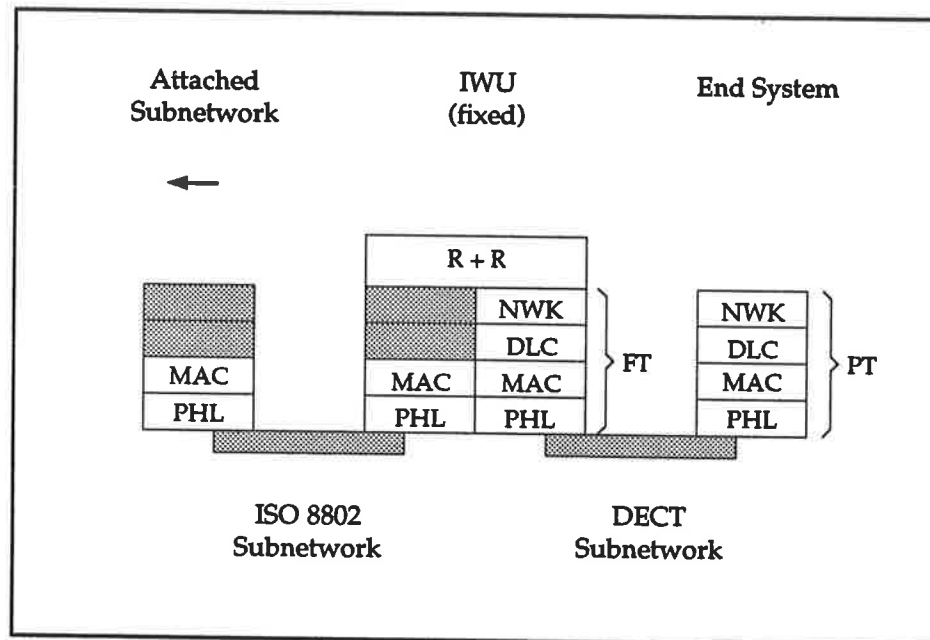 Attached
Subnetwork
IWU
(fixed)
End System
R + R
NWK
DLC
MAC
PHL
MAC
PHL
MAC
PHL
FT
NWK
DLC
MAC
PHL
PT
ISO 8802
Subnetwork
DECT
Subnetwork